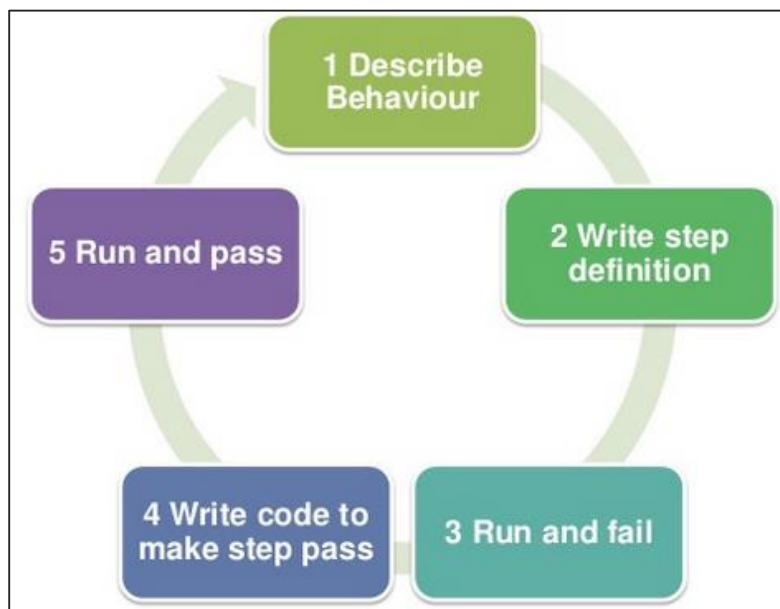 1 Describe
Behaviour
2 Write step
definition
3 Run and fail
4 Write code to
make step pass
5 Run and pass